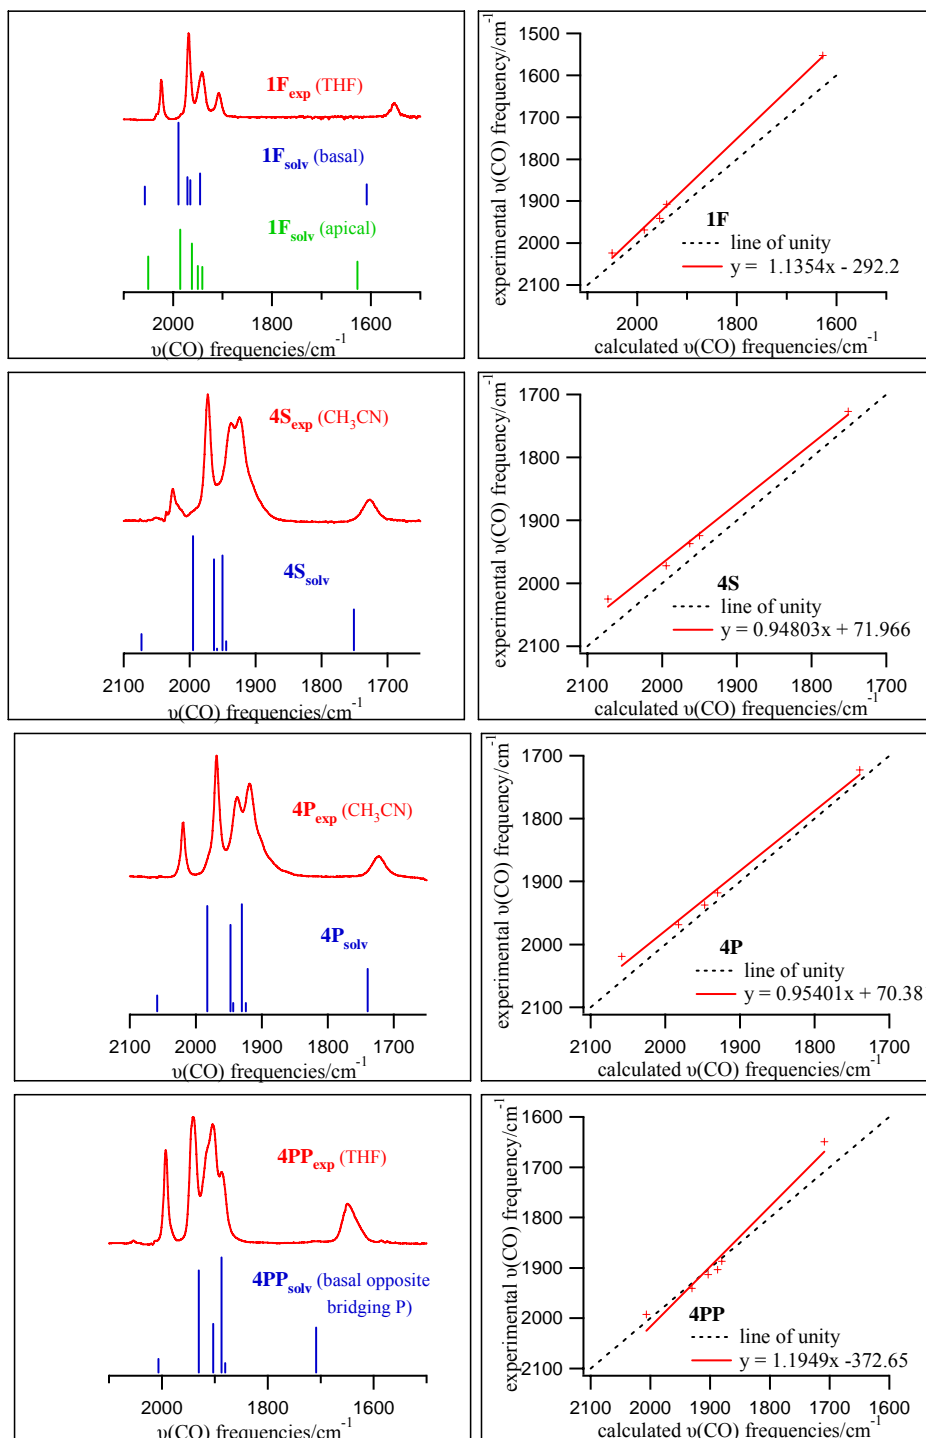 1F_exp (THF)
1F_solv (basal)
1F_solv (apical)
2000 1800 1600
υ(CO) frequencies/cm⁻¹
experimental υ(CO) frequency/cm⁻¹
1500
1600
1700
1800
1900
2000
2100
1F
line of unity
y = 1.1354x - 292.2
2000 1900 1800 1700 1600
calculated υ(CO) frequency/cm⁻¹
4S_exp (CH₃CN)
4S_solv
2100 2000 1900 1800 1700
υ(CO) frequencies/cm⁻¹
experimental υ(CO) frequency/cm⁻¹
1700
1800
1900
2000
2100
4S
line of unity
y = 0.94803x + 71.966
2100 2000 1900 1800 1700
calculated υ(CO) frequency/cm⁻¹
4P_exp (CH₃CN)
4P_solv
2100 2000 1900 1800 1700
υ(CO) frequencies/cm⁻¹
experimental υ(CO) frequency/cm⁻¹
1700
1800
1900
2000
2100
4P
line of unity
y = 0.95401x + 70.38
2100 2000 1900 1800 1700
calculated υ(CO) frequencies/cm⁻¹
4PP_exp (THF)
4PP_solv (basal opposite
bridging P)
2000 1800 1600
υ(CO) frequencies/cm⁻¹
experimental υ(CO) frequency/cm⁻¹
1600
1700
1800
1900
2000
2100
4PP
line of unity
y = 1.1949x -372.65
2100 2000 1900 1800 1700 1600
calculated υ(CO) frequencies/cm⁻¹